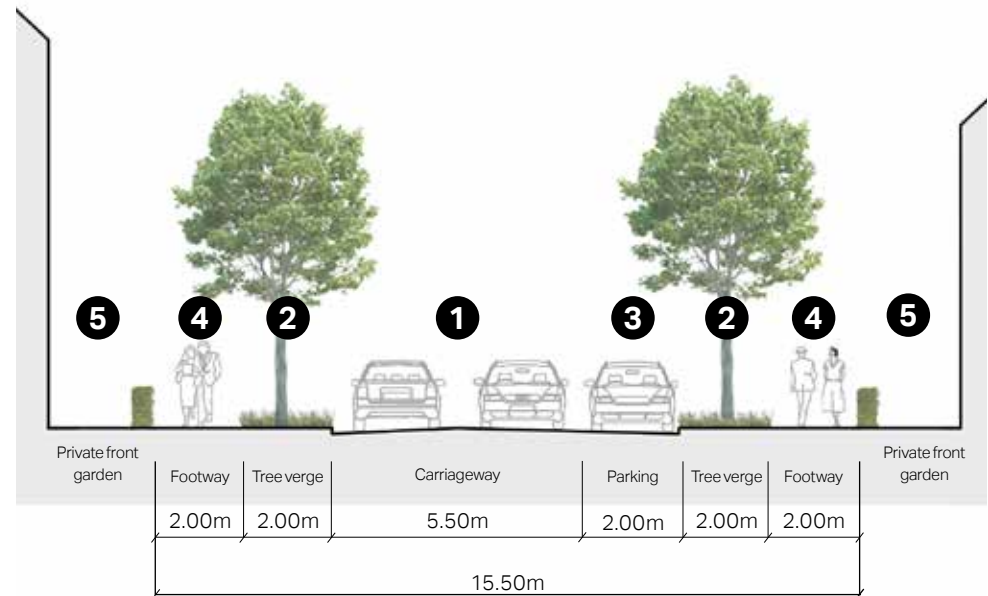 5
4
2
1
3
2
4
5
Private front
garden
Footway
Tree verge
Carriageway
Parking
Tree verge
Footway
Private front
garden
2.00m
2.00m
5.50m
2.00m
2.00m
2.00m
15.50m